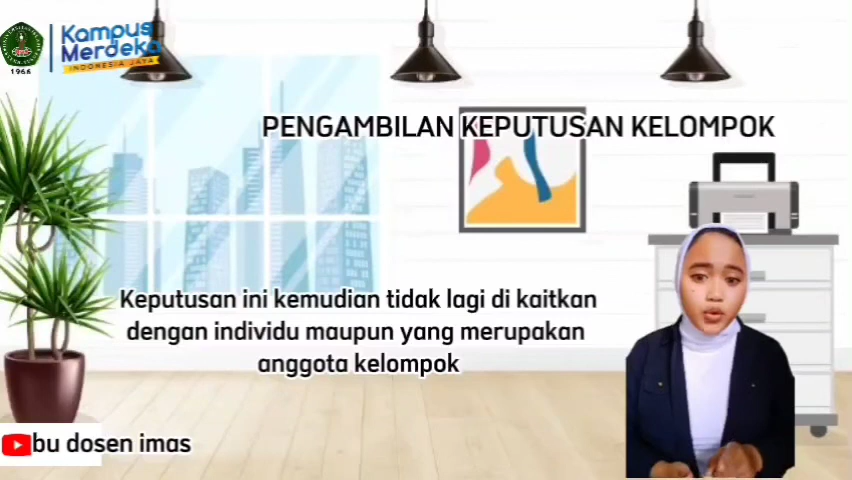 Kampus
Merdeka
INDONESIA JAYA
1966
PENGAMBILAN KEPUTUSAN KELOMPOK
Keputusan ini kemudian tidak lagi di kaitkan
dengan individu maupun yang merupakan
anggota kelompok
bu dosen imas